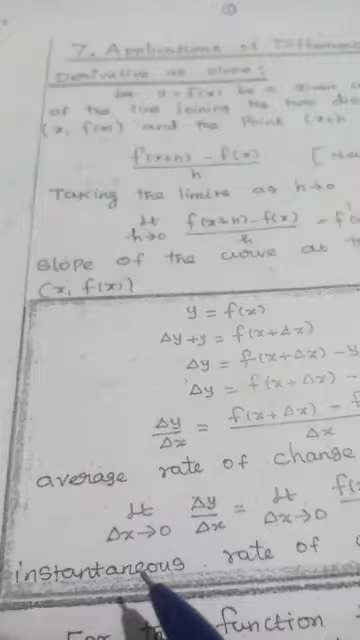 ①
7. Applications of
Derivative as slope:
Let y = f(x) be a given
of the line joining the two
(x, f(x)) and the Point (x+h
f(x+h) - f(x) / h
Taking the limits as h→0
lt h→0 f(x+h) - f(x) / h = f'(
slope of the curve at
(x, f(x))
y = f(x)
Δy + y = f(x + Δx)
Δy = f(x + Δx) - y
Δy = f(x + Δx) -
Δy / Δx = f(x + Δx) - f / Δx
average rate of change
lt Δx→0 Δy / Δx = lt Δx→0 f(x
instantaneous rate of
function